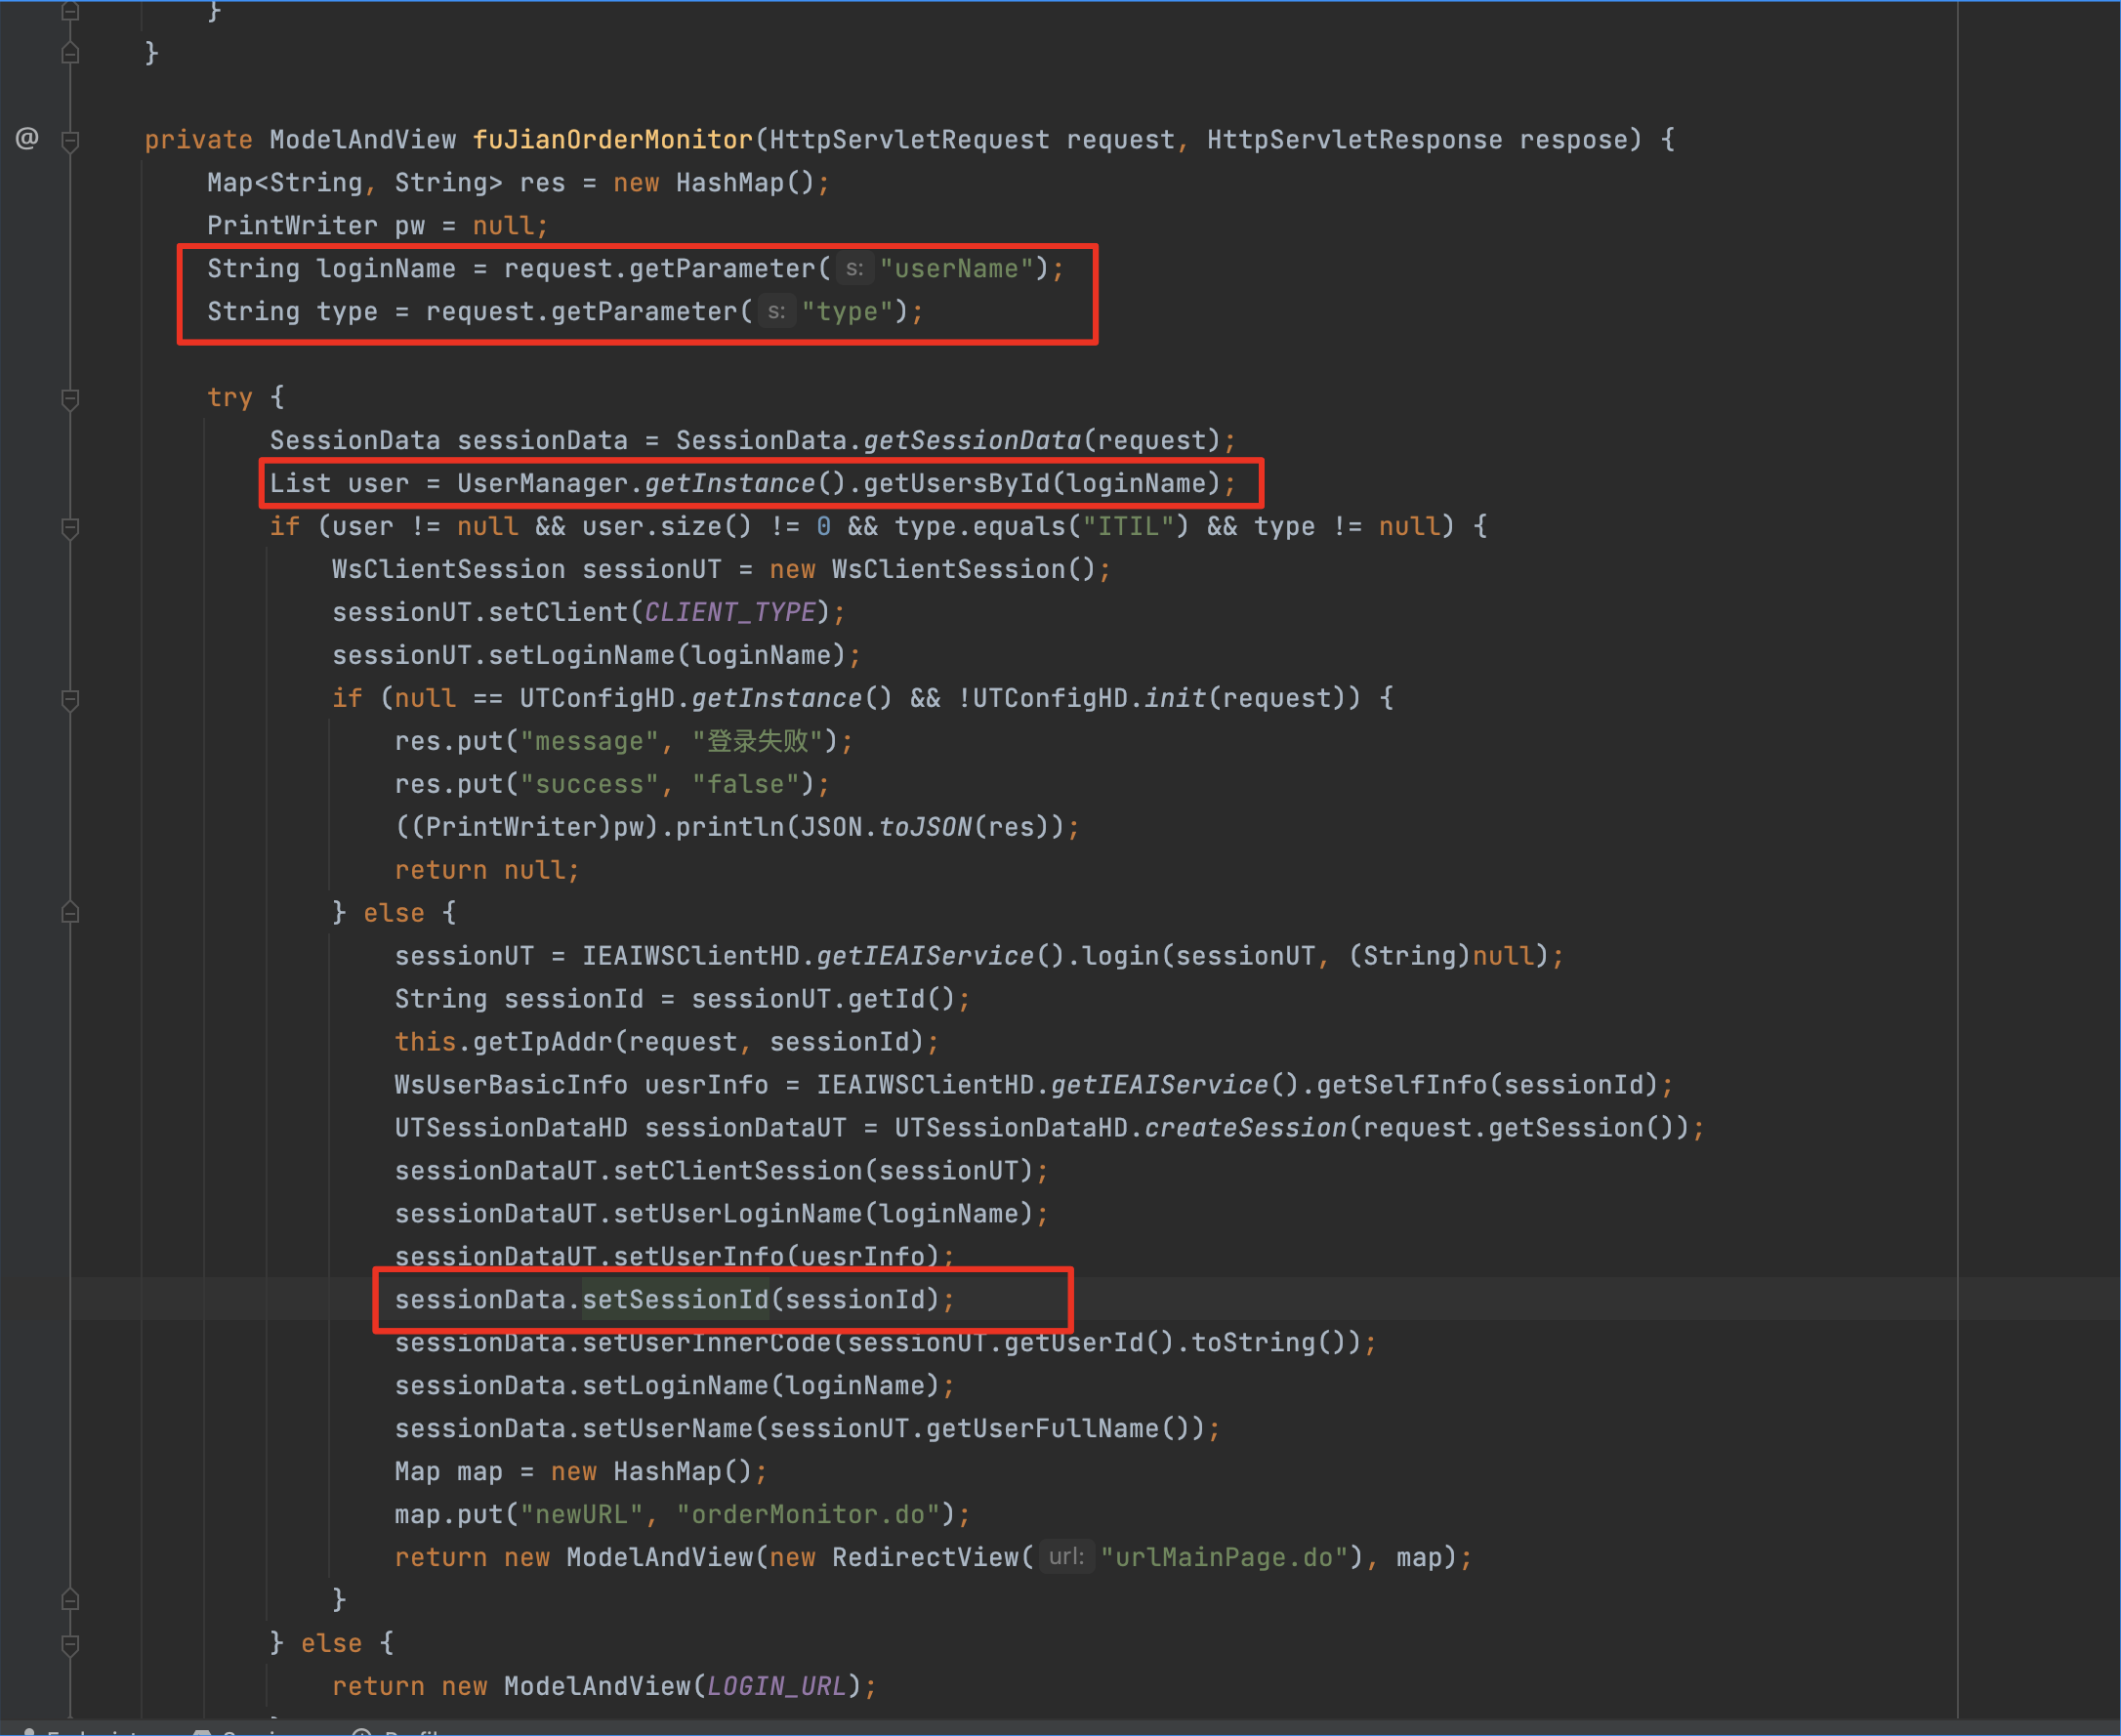 }
}
@ private ModelAndView fuJianOrderMonitor(HttpServletRequest request, HttpServletResponse respose) {
Map<String, String> res = new HashMap();
PrintWriter pw = null;
String loginName = request.getParameter( s: "userName");
String type = request.getParameter( s: "type");
try {
SessionData sessionData = SessionData.getSessionData(request);
List user = UserManager.getInstance().getUsersById(loginName);
if (user != null && user.size() != 0 && type.equals("ITIL") && type != null) {
WsClientSession sessionUT = new WsClientSession();
sessionUT.setClient(CLIENT_TYPE);
sessionUT.setLoginName(loginName);
if (null == UTConfigHD.getInstance() && !UTConfigHD.init(request)) {
res.put("message", "登录失败");
res.put("success", "false");
((PrintWriter)pw).println(JSON.toJSON(res));
return null;
} else {
sessionUT = IEAIWSClientHD.getIEAIService().login(sessionUT, (String)null);
String sessionId = sessionUT.getId();
this.getIpAddr(request, sessionId);
WsUserBasicInfo uesrInfo = IEAIWSClientHD.getIEAIService().getSelfInfo(sessionId);
UTSessionDataHD sessionDataUT = UTSessionDataHD.createSession(request.getSession());
sessionDataUT.setClientSession(sessionUT);
sessionDataUT.setUserLoginName(loginName);
sessionDataUT.setUserInfo(uesrInfo);
sessionData.setSessionId(sessionId);
sessionData.setUserInnerCode(sessionUT.getUserId().toString());
sessionData.setLoginName(loginName);
sessionData.setUserName(sessionUT.getUserFullName());
Map map = new HashMap();
map.put("newURL", "orderMonitor.do");
return new ModelAndView(new RedirectView( url: "urlMainPage.do"), map);
}
} else {
return new ModelAndView(LOGIN_URL);